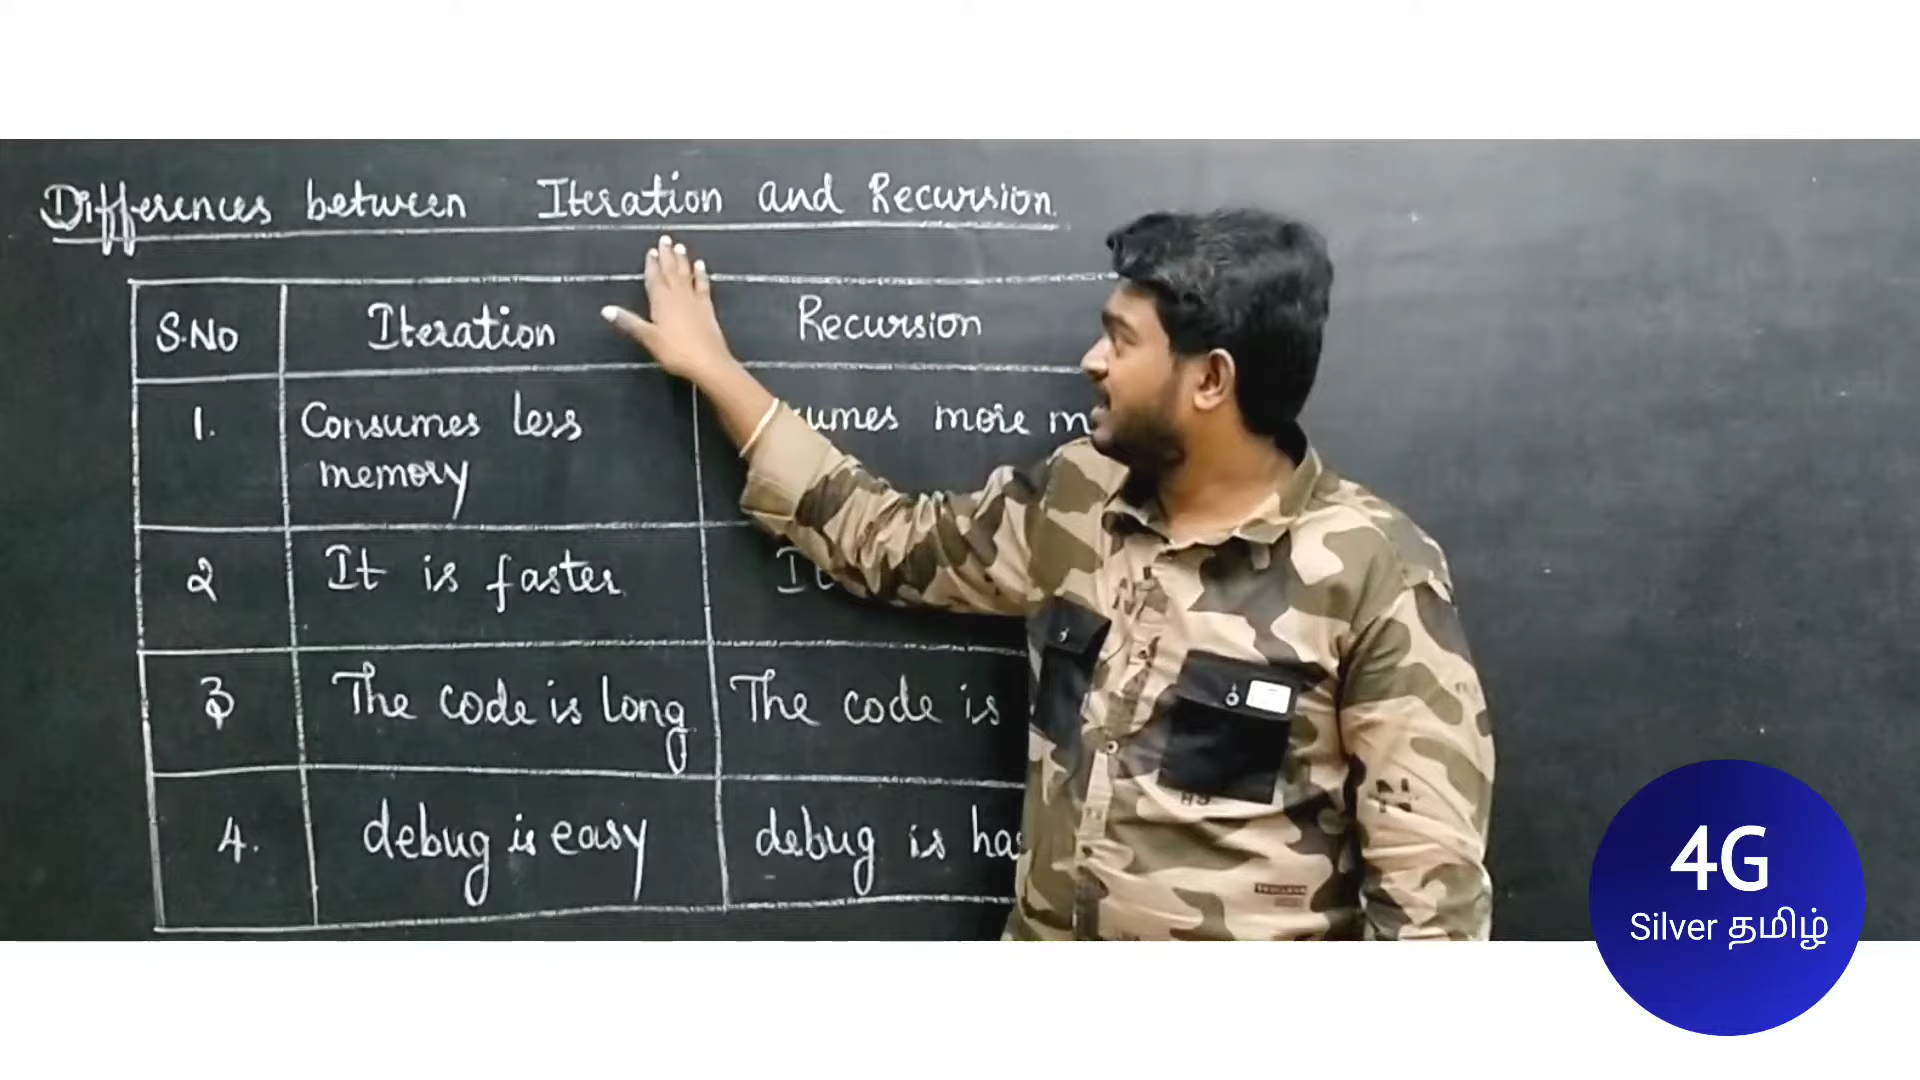 Differences between Iteration and Recursion
S.No Iteration Recursion
1. Consumes less more
memory
2 It is faster It
3 The code is long The code is
4. debug is easy debug is
4G
Silver தமிழ்